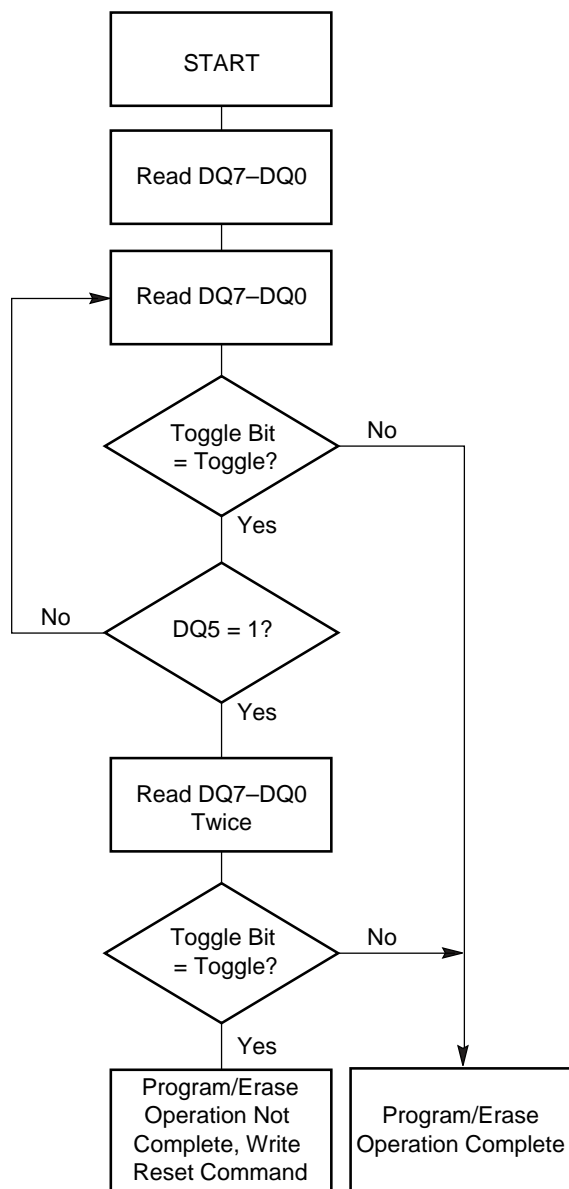 START
Read DQ7–DQ0
Read DQ7–DQ0
Toggle Bit
= Toggle?
No
Yes
No
DQ5 = 1?
Yes
Read DQ7–DQ0
Twice
Toggle Bit
= Toggle?
No
Yes
Program/Erase
Operation Not
Complete, Write
Reset Command
Program/Erase
Operation Complete